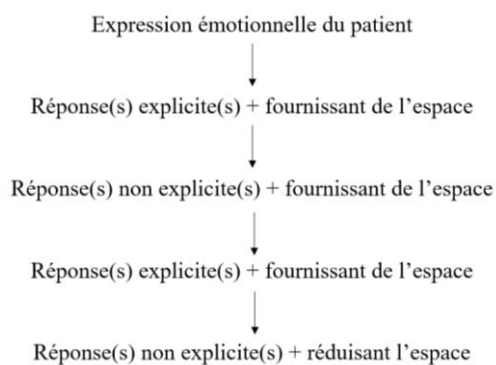 Expression émotionnelle du patient
Réponse(s) explicite(s) + fournissant de l'espace
Réponse(s) non explicite(s) + fournissant de l'espace
Réponse(s) explicite(s) + fournissant de l'espace
Réponse(s) non explicite(s) + réduisant l'espace